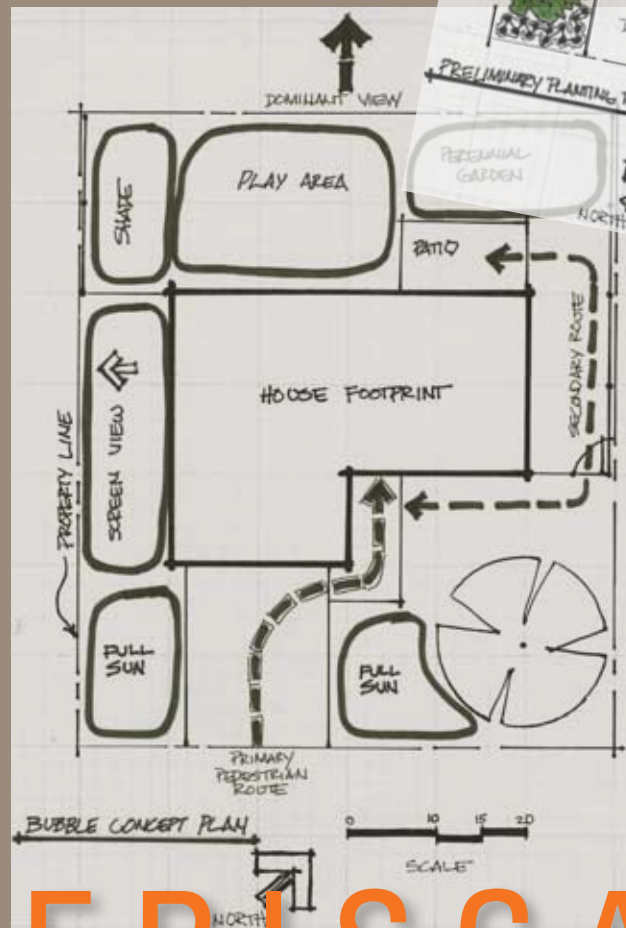 PRELIMINARY PLANTING
DOMINANT VIEW
SHADE
PLAY AREA
PERENNIAL
GARDEN
NORTH
PATIO
SECONDARY ROUTE
HOUSE FOOTPRINT
SCREEN VIEW
PROPERTY LINE
FULL
SUN
FULL
SUN
PRIMARY
PEDESTRIAN
ROUTE
BUBBLE CONCEPT PLAN
0 10 15 20
SCALE
NORTH
ERISCA